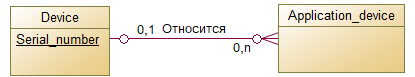 Device
Serial_number
0,1 Относится
0,n
Application_device